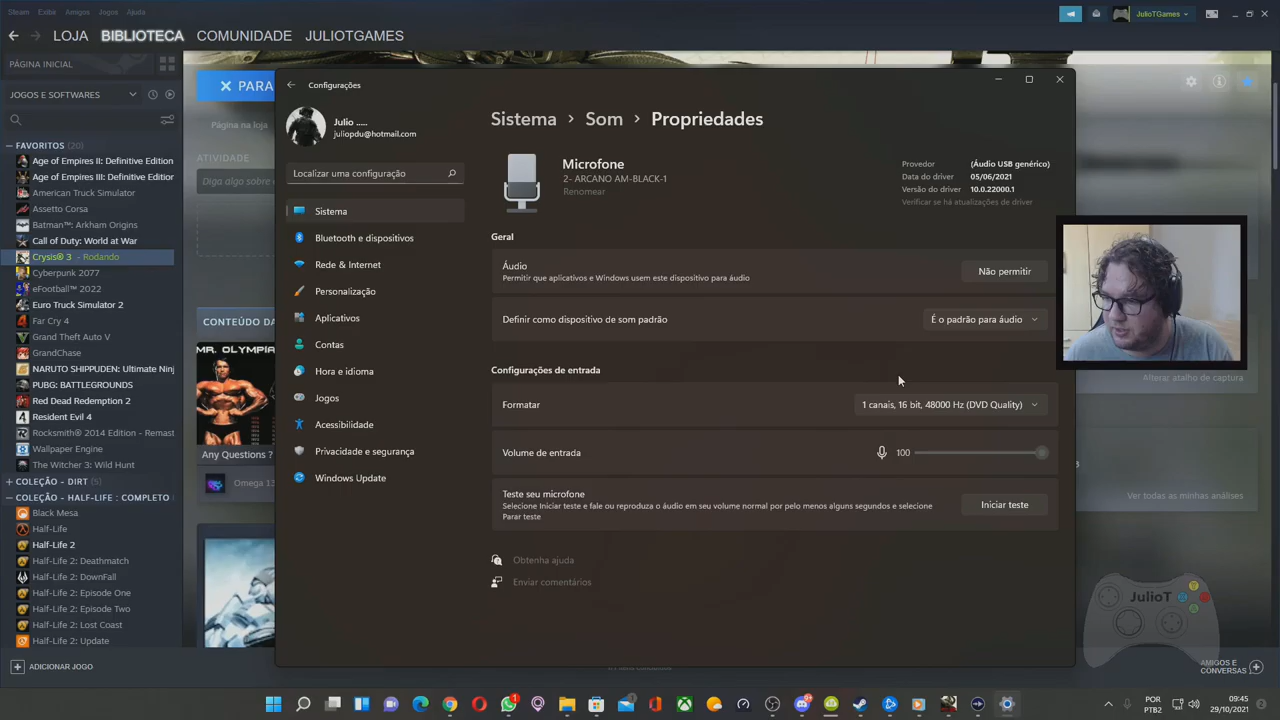 Steam Exibir Amigos Jogos Ajuda
JulioTGames
LOJA BIBLIOTECA COMUNIDADE JULIOTGAMES
PÁGINA INICIAL
JOGOS E SOFTWARES
FAVORITOS (20)
Age of Empires II: Definitive Edition
Age of Empires III: Definitive Edition
American Truck Simulator
Assetto Corsa
Batman™: Arkham Origins
Call of Duty: World at War
Crysis® 3 - Rodando
Cyberpunk 2077
eFootball™ 2022
Euro Truck Simulator 2
Far Cry 4
Grand Theft Auto V
GrandChase
NARUTO SHIPPUDEN: Ultimate Ninj
PUBG: BATTLEGROUNDS
Red Dead Redemption 2
Resident Evil 4
Rocksmith® 2014 Edition - Remast
Wallpaper Engine
The Witcher 3: Wild Hunt
COLEÇÃO - DIRT (5)
COLEÇÃO - HALF-LIFE : COMPLETO
Black Mesa
Half-Life
Half-Life 2
Half-Life 2: Deathmatch
Half-Life 2: DownFall
Half-Life 2: Episode One
Half-Life 2: Episode Two
Half-Life 2: Lost Coast
Half-Life 2: Update
ADICIONAR JOGO
PARA
Página na loja
ATIVIDADE
Diga algo sobre
CONTEÚDO DA
MR. OLYMPIA
Any Questions ?
Omega 13
Configurações
Julio .....
juliopdu@hotmail.com
Localizar uma configuração
Sistema
Bluetooth e dispositivos
Rede & Internet
Personalização
Aplicativos
Contas
Hora e idioma
Jogos
Acessibilidade
Privacidade e segurança
Windows Update
Sistema > Som > Propriedades
Microfone
2- ARCANO AM-BLACK-1
Renomear
Provedor (Áudio USB genérico)
Data do driver 05/06/2021
Versão do driver 10.0.22000.1
Verificar se há atualizações de driver
Geral
Áudio
Permitir que aplicativos e Windows usem este dispositivo para áudio
Não permitir
Definir como dispositivo de som padrão
É o padrão para áudio
Configurações de entrada
Formatar
1 canais, 16 bit, 48000 Hz (DVD Quality)
Volume de entrada
100
Teste seu microfone
Selecione Iniciar teste e fale ou reproduza o áudio em seu volume normal por pelo menos alguns segundos e selecione
Parar teste
Iniciar teste
Obtenha ajuda
Enviar comentários
Alterar atalho de captura
Ver todas as minhas análises
JulioT
AMIGOS E
CONVERSAS
1
9+
POR
PTB2
09:45
29/10/2021